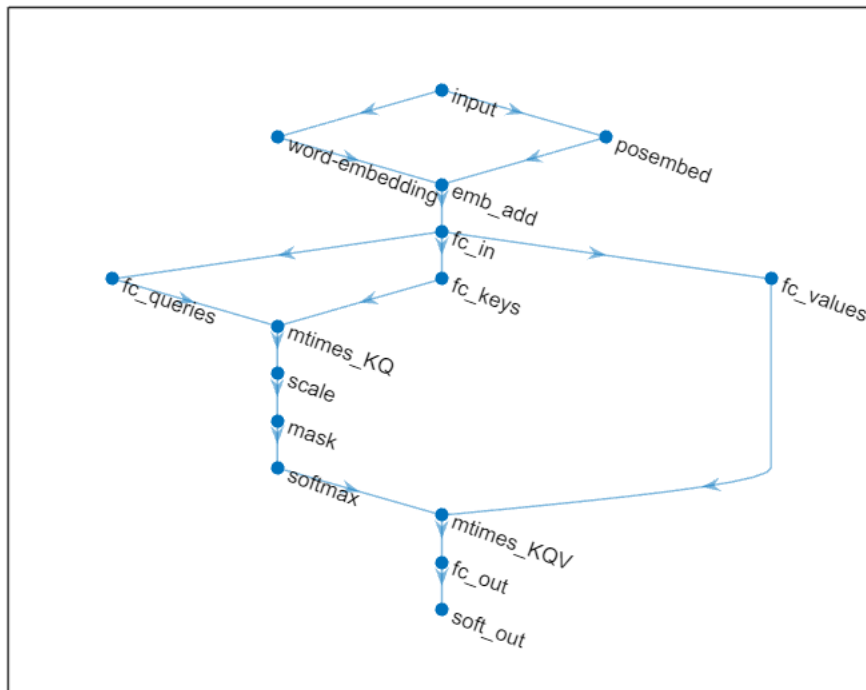 input
word-embedding
posembed
emb_add
fc_in
fc_queries
fc_keys
fc_values
mtimes_KQ
scale
mask
softmax
mtimes_KQV
fc_out
soft_out